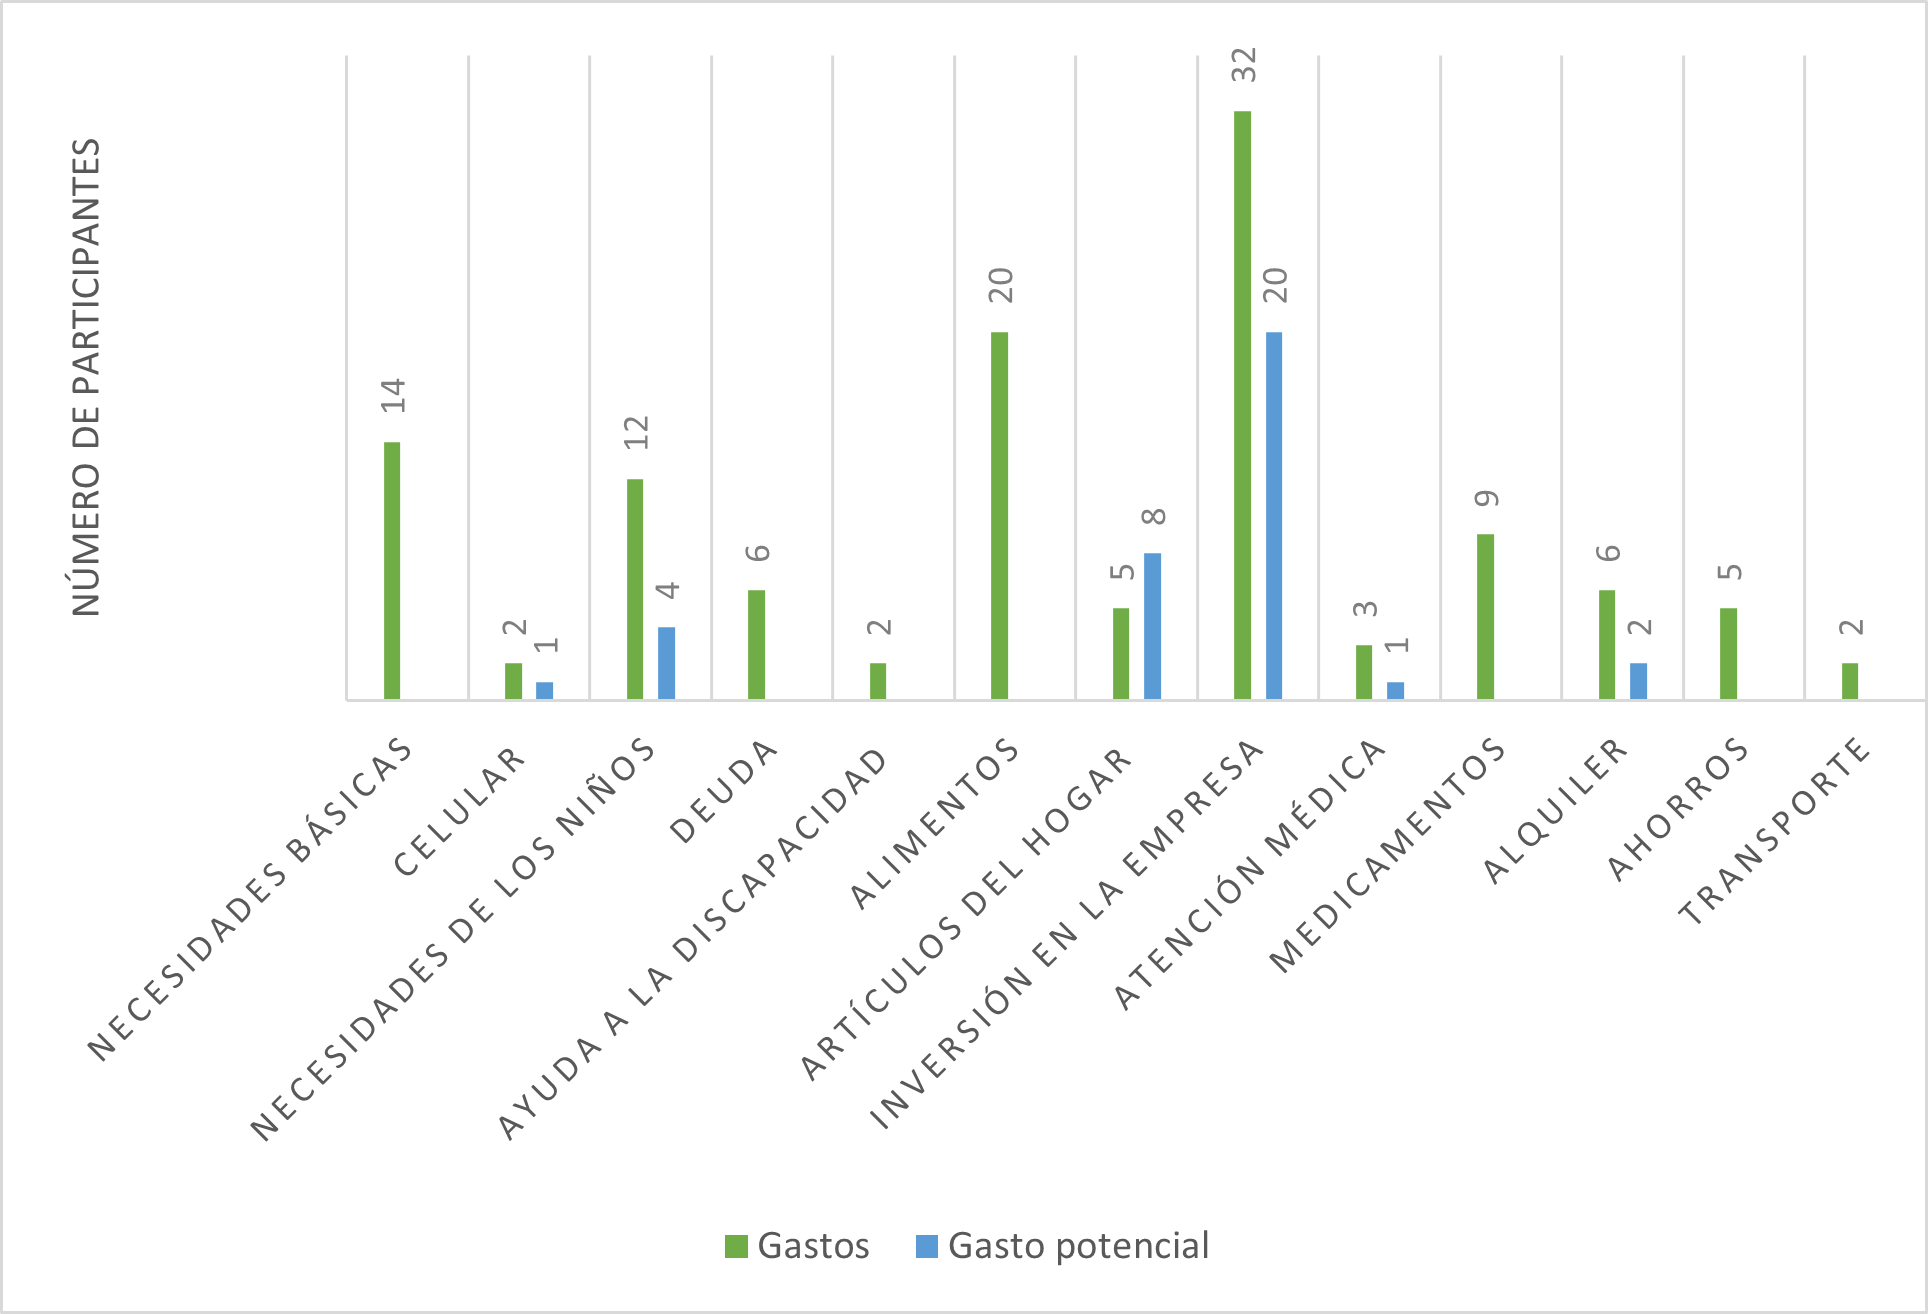 NÚMERO DE PARTICIPANTES
14
2
1
12
4
6
2
20
5
8
32
20
3
1
9
6
2
5
2
NECESIDADES BÁSICAS
CELULAR
NECESIDADES DE LOS NIÑOS
DEUDA
AYUDA A LA DISCAPACIDAD
ALIMENTOS
ARTÍCULOS DEL HOGAR
INVERSIÓN EN LA EMPRESA
ATENCIÓN MÉDICA
MEDICAMENTOS
ALQUILER
AHORROS
TRANSPORTE
Gastos
Gasto potencial